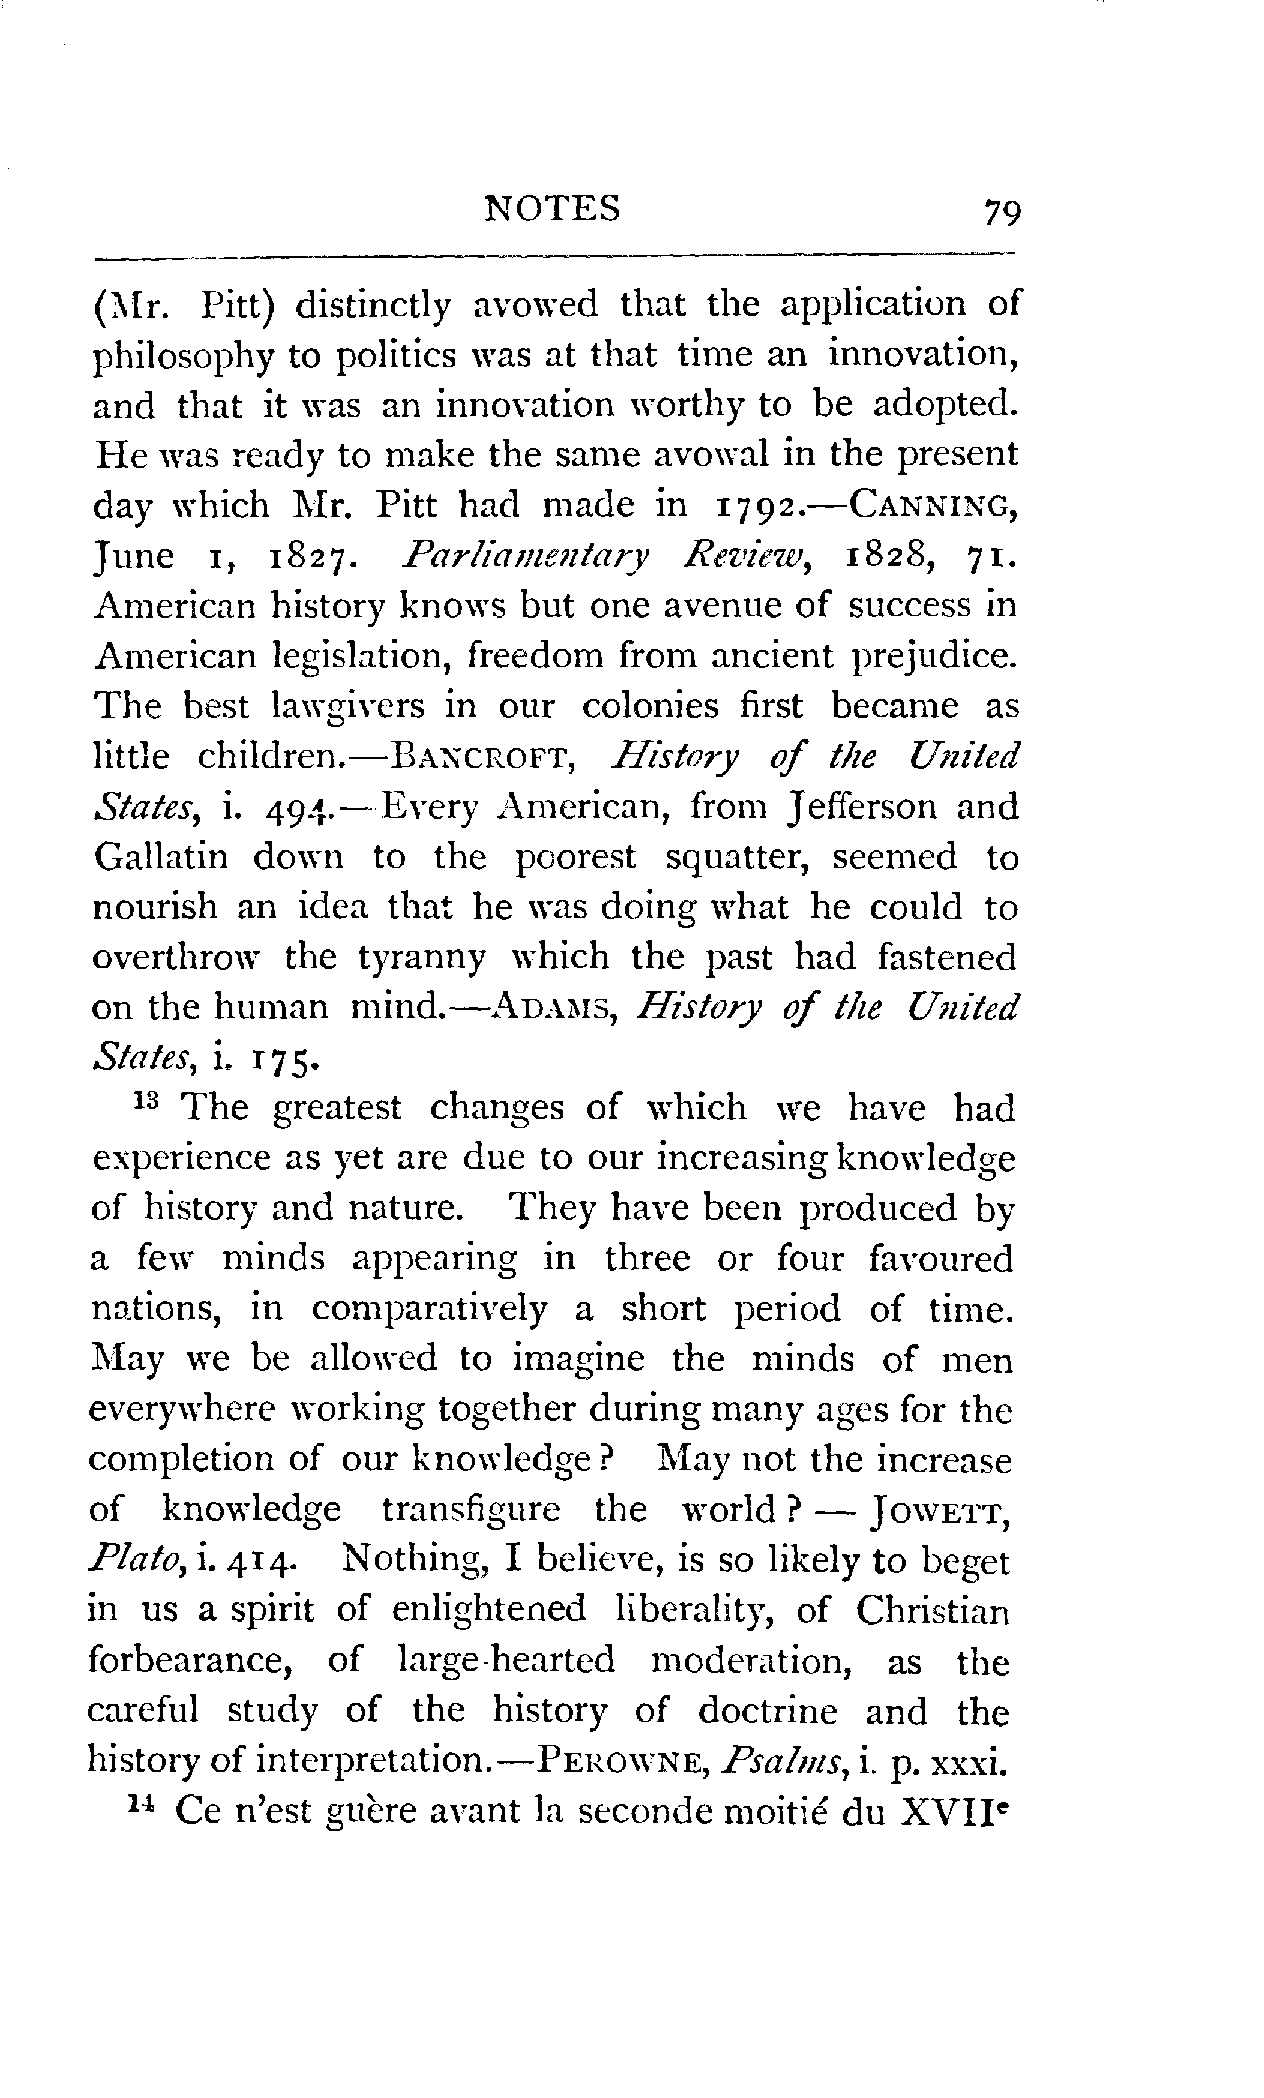 NOTES 79
(Mr. Pitt) distinctly avowed that the application of
philosophy to politics was at that time an innovation,
and that it was an innovation worthy to be adopted.
He was ready to make the same avowal in the present
day which Mr. Pitt had made in 1792.—CANNING,
June 1, 1827. Parliamentary Review, 1828, 71.
American history knows but one avenue of success in
American legislation, freedom from ancient prejudice.
The best lawgivers in our colonies first became as
little children.—BANCROFT, History of the United
States, i. 494.—Every American, from Jefferson and
Gallatin down to the poorest squatter, seemed to
nourish an idea that he was doing what he could to
overthrow the tyranny which the past had fastened
on the human mind.—ADAMS, History of the United
States, i. 175.
¹³ The greatest changes of which we have had
experience as yet are due to our increasing knowledge
of history and nature. They have been produced by
a few minds appearing in three or four favoured
nations, in comparatively a short period of time.
May we be allowed to imagine the minds of men
everywhere working together during many ages for the
completion of our knowledge? May not the increase
of knowledge transfigure the world? — JOWETT,
Plato, i. 414. Nothing, I believe, is so likely to beget
in us a spirit of enlightened liberality, of Christian
forbearance, of large-hearted moderation, as the
careful study of the history of doctrine and the
history of interpretation.—PEROWNE, Psalms, i. p. xxxi.
¹⁴ Ce n'est guère avant la seconde moitié du XVIIᵉ